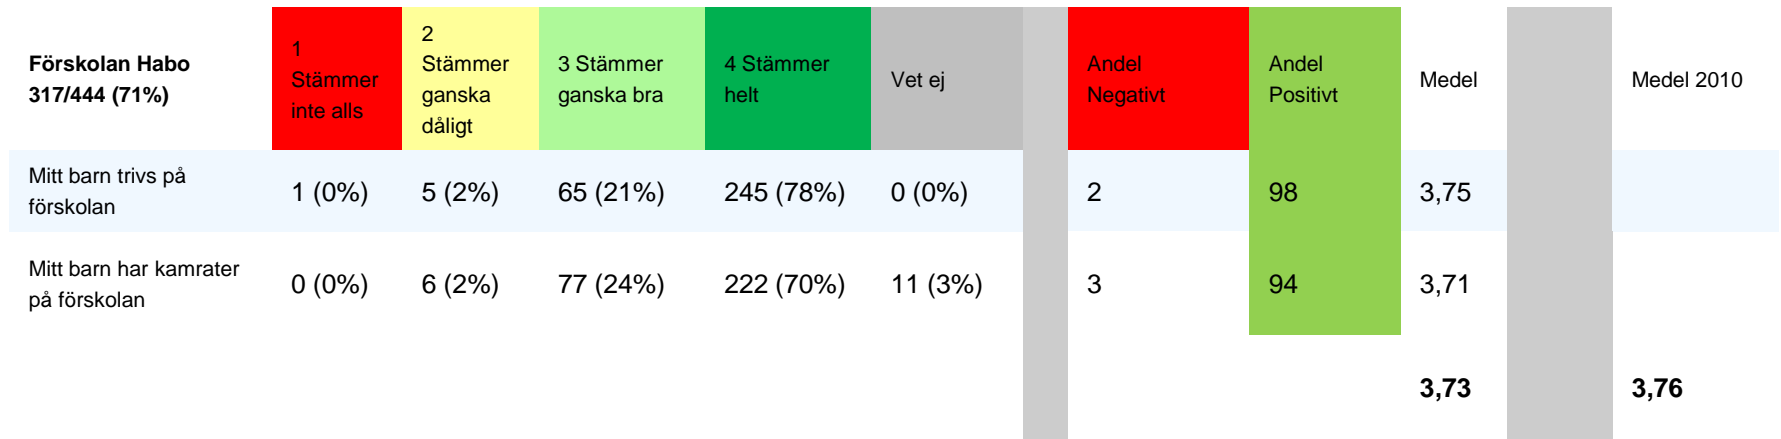 Förskolan Habo
317/444 (71%)
1
Stämmer
inte alls
2
Stämmer
ganska
dåligt
3 Stämmer
ganska bra
4 Stämmer
helt
Vet ej
Andel
Negativt
Andel
Positivt
Medel
Medel 2010
Mitt barn trivs på
förskolan
1 (0%) 5 (2%) 65 (21%) 245 (78%) 0 (0%) 2 98 3,75
Mitt barn har kamrater
på förskolan
0 (0%) 6 (2%) 77 (24%) 222 (70%) 11 (3%) 3 94 3,71
3,73 3,76